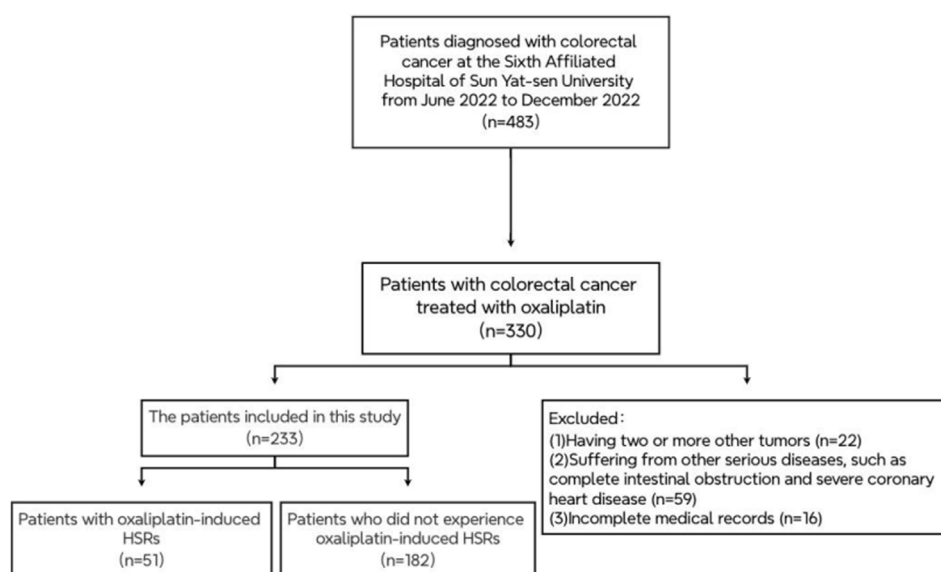 Patients diagnosed with colorectal
cancer at the Sixth Affiliated
Hospital of Sun Yat-sen University
from June 2022 to December 2022
(n=483)
Patients with colorectal cancer
treated with oxaliplatin
(n=330)
The patients included in this study
(n=233)
Excluded:
(1)Having two or more other tumors (n=22)
(2)Suffering from other serious diseases, such as
complete intestinal obstruction and severe coronary
heart disease (n=59)
(3)Incomplete medical records (n=16)
Patients with oxaliplatin-induced
HSRs
(n=51)
Patients who did not experience
oxaliplatin-induced HSRs
(n=182)